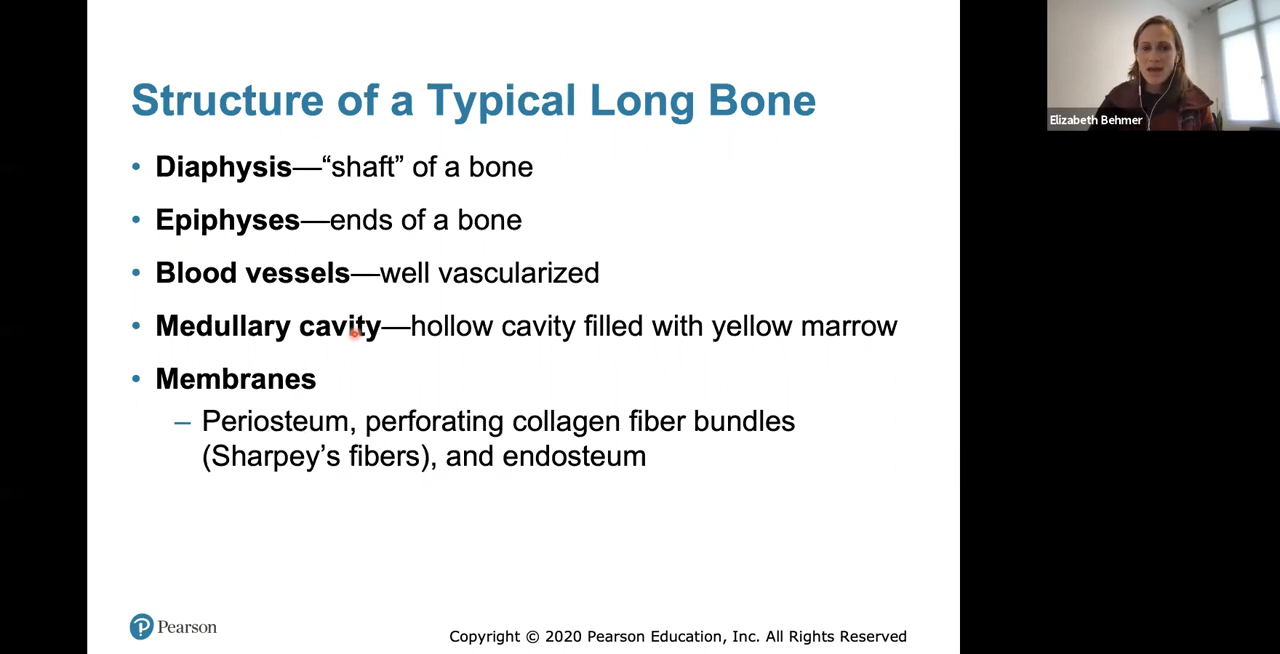 Structure of a Typical Long Bone
• Diaphysis—“shaft” of a bone
• Epiphyses—ends of a bone
• Blood vessels—well vascularized
• Medullary cavity—hollow cavity filled with yellow marrow
• Membranes
– Periosteum, perforating collagen fiber bundles
(Sharpey’s fibers), and endosteum
Elizabeth Behmer
P Pearson
Copyright © 2020 Pearson Education, Inc. All Rights Reserved